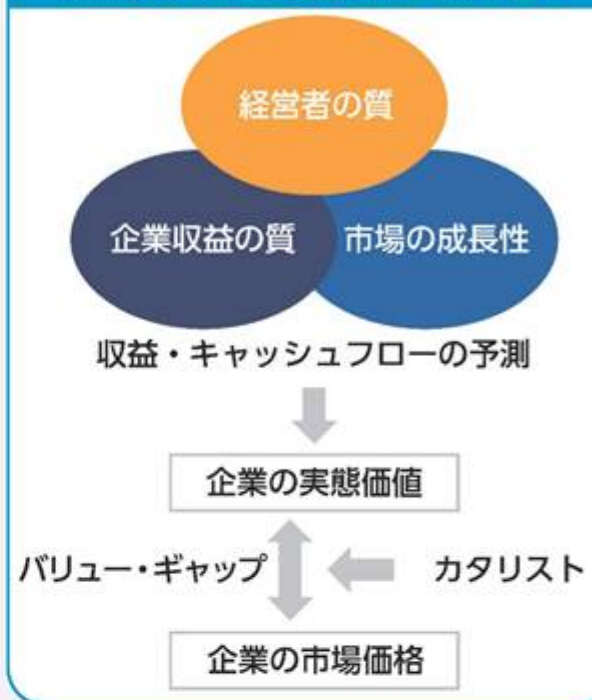 経営者の質
企業収益の質 市場の成長性
収益・キャッシュフローの予測
企業の実態価値
バリュー・ギャップ カタリスト
企業の市場価格